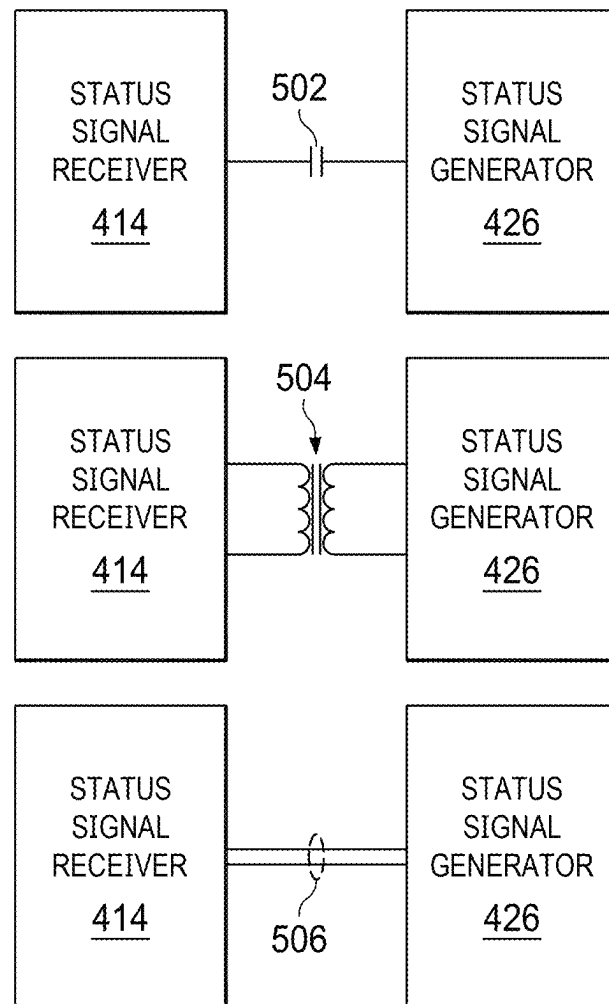 STATUS
SIGNAL
RECEIVER
414
502
STATUS
SIGNAL
GENERATOR
426
STATUS
SIGNAL
RECEIVER
414
504
STATUS
SIGNAL
GENERATOR
426
STATUS
SIGNAL
RECEIVER
414
506
STATUS
SIGNAL
GENERATOR
426